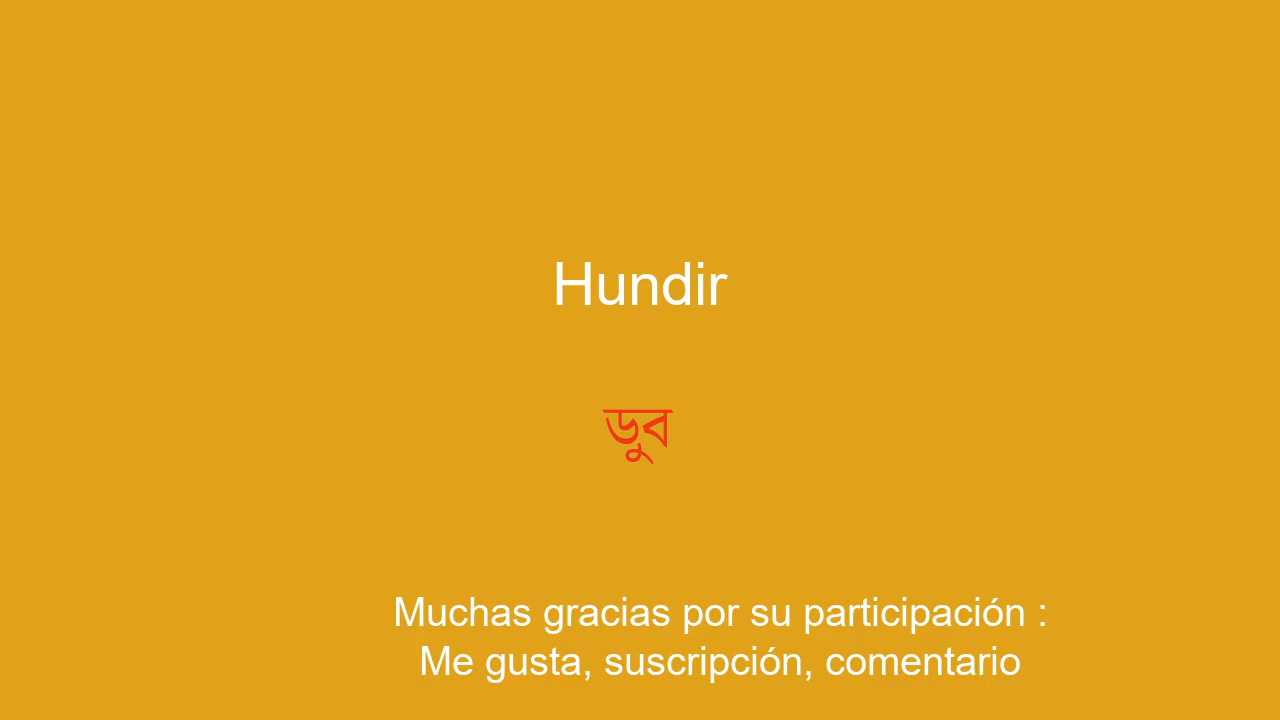 Hundir
ডুব
Muchas gracias por su participación :
Me gusta, suscripción, comentario